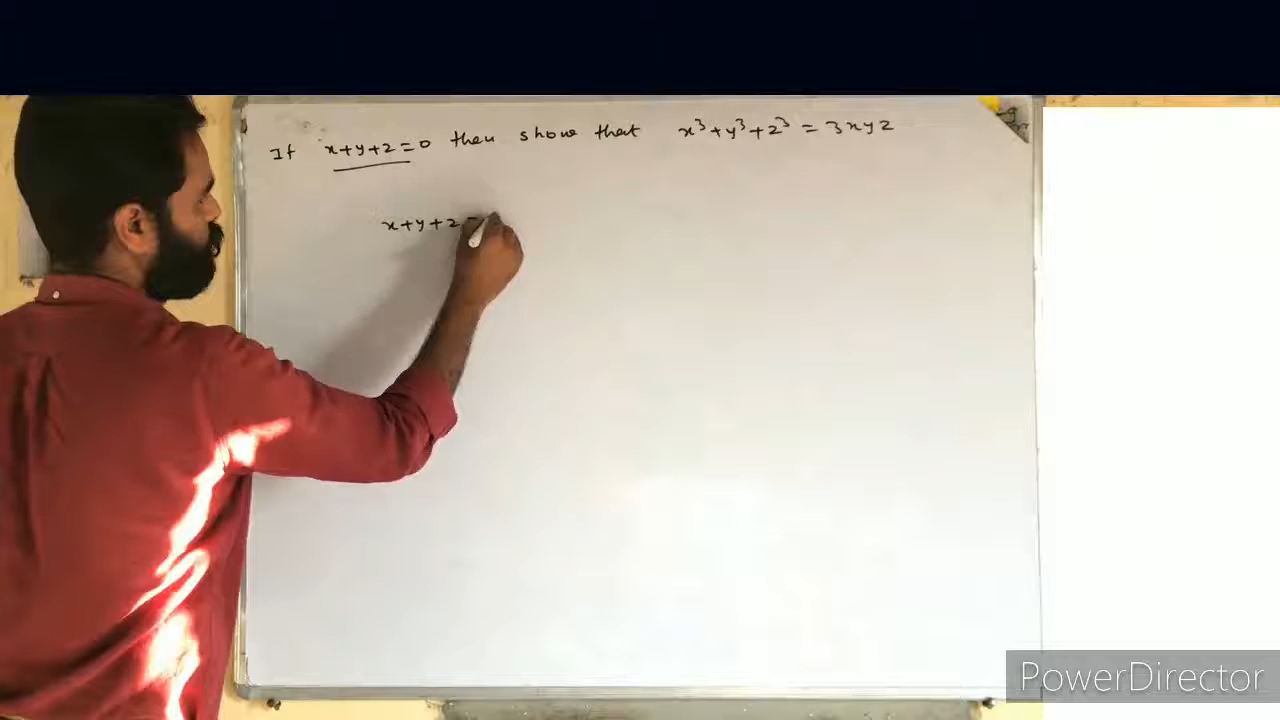 If x+y+z=0 then show that x³+y³+z³ = 3xyz
x+y+z =
PowerDirector